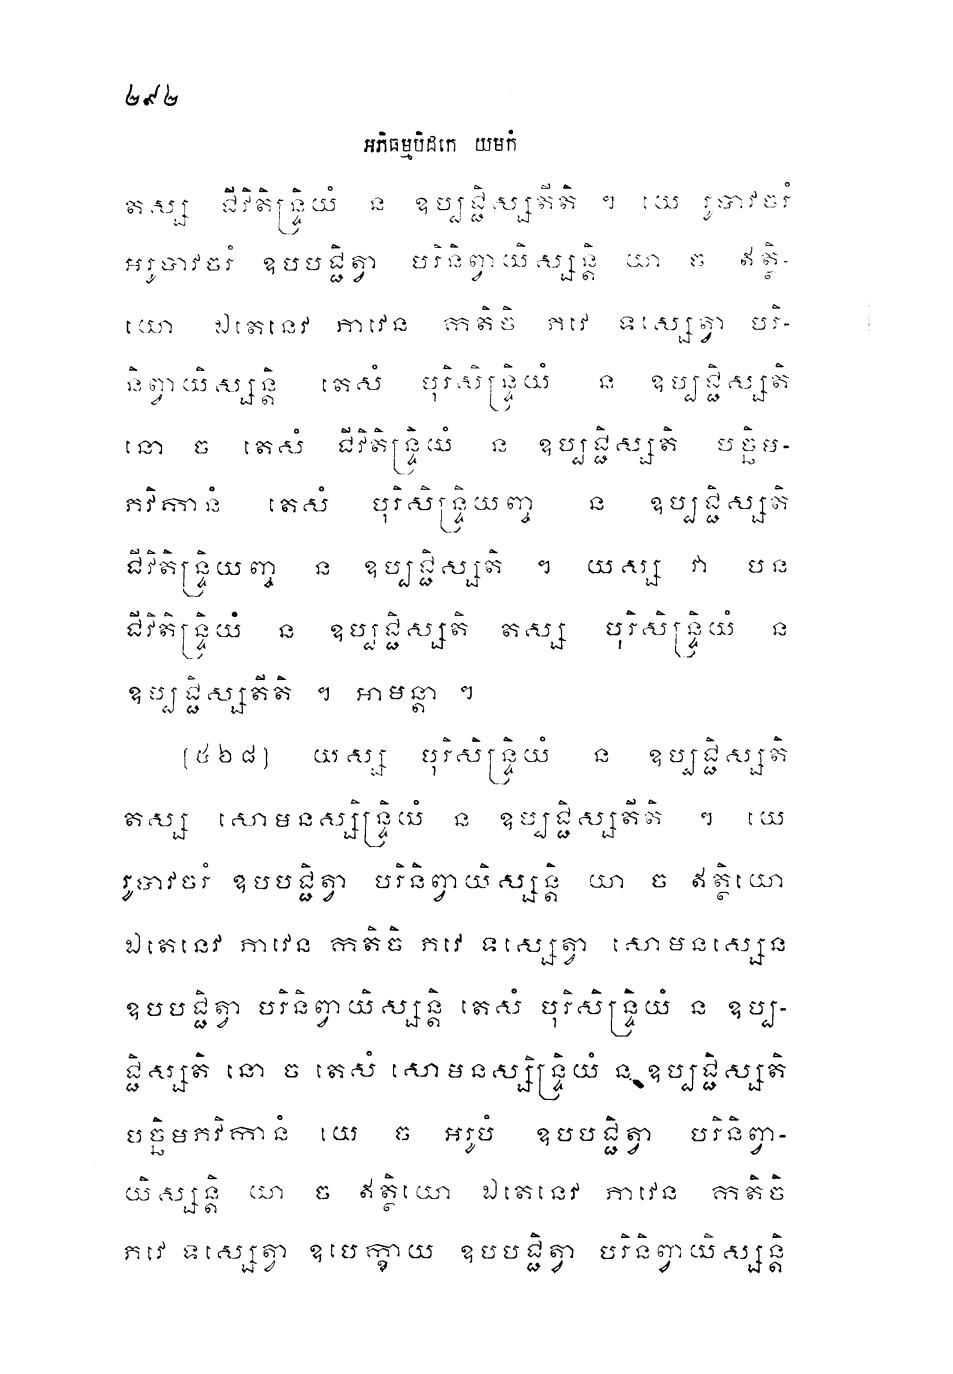 ២៩២
អភិធម្មបិដកេ យមកំ
តស្ស ជីវិតិន្ទ្រិយំ ន ឧប្បជ្ជិស្សតីតិ ។ យេ រូបាវចរំ
អរូបាវចរំ ឧបបជ្ជិត្វា បរិនិព្វាយិស្សន្តិ យា ច ឥត្ថិ-
យោ ឯតេនេវ ភាវេន កតិចិ ភវេ ទស្សេត្វា បរិ-
និព្វាយិស្សន្តិ តេសំ បុរិសិន្ទ្រិយំ ន ឧប្បជ្ជិស្សតិ
នោ ច តេសំ ជីវិតិន្ទ្រិយំ ន ឧប្បជ្ជិស្សតិ បច្ឆិម-
ភវិកានំ តេសំ បុរិសិន្ទ្រិយញ្ច ន ឧប្បជ្ជិស្សតិ
ជីវិតិន្ទ្រិយញ្ច ន ឧប្បជ្ជិស្សតិ ។ យស្ស វា បន
ជីវិតិន្ទ្រិយំ ន ឧប្បជ្ជិស្សតិ តស្ស បុរិសិន្ទ្រិយំ ន
ឧប្បជ្ជិស្សតីតិ ។ អាមន្តា ។
[៥៦៨] យស្ស បុរិសិន្ទ្រិយំ ន ឧប្បជ្ជិស្សតិ
តស្ស សោមនស្សិន្ទ្រិយំ ន ឧប្បជ្ជិស្សតីតិ ។ យេ
រូបាវចរំ ឧបបជ្ជិត្វា បរិនិព្វាយិស្សន្តិ យា ច ឥត្ថិយោ
ឯតេនេវ ភាវេន កតិចិ ភវេ ទស្សេត្វា សោមនស្សេន
ឧបបជ្ជិត្វា បរិនិព្វាយិស្សន្តិ តេសំ បុរិសិន្ទ្រិយំ ន ឧប្ប-
ជ្ជិស្សតិ នោ ច តេសំ សោមនស្សិន្ទ្រិយំ ន ឧប្បជ្ជិស្សតិ
បច្ឆិមភវិកានំ យេ ច អរូបំ ឧបបជ្ជិត្វា បរិនិព្វា-
យិស្សន្តិ យា ច ឥត្ថិយោ ឯតេនេវ ភាវេន កតិចិ
ភវេ ទស្សេត្វា ឧបេក្ខាយ ឧបបជ្ជិត្វា បរិនិព្វាយិស្សន្តិ